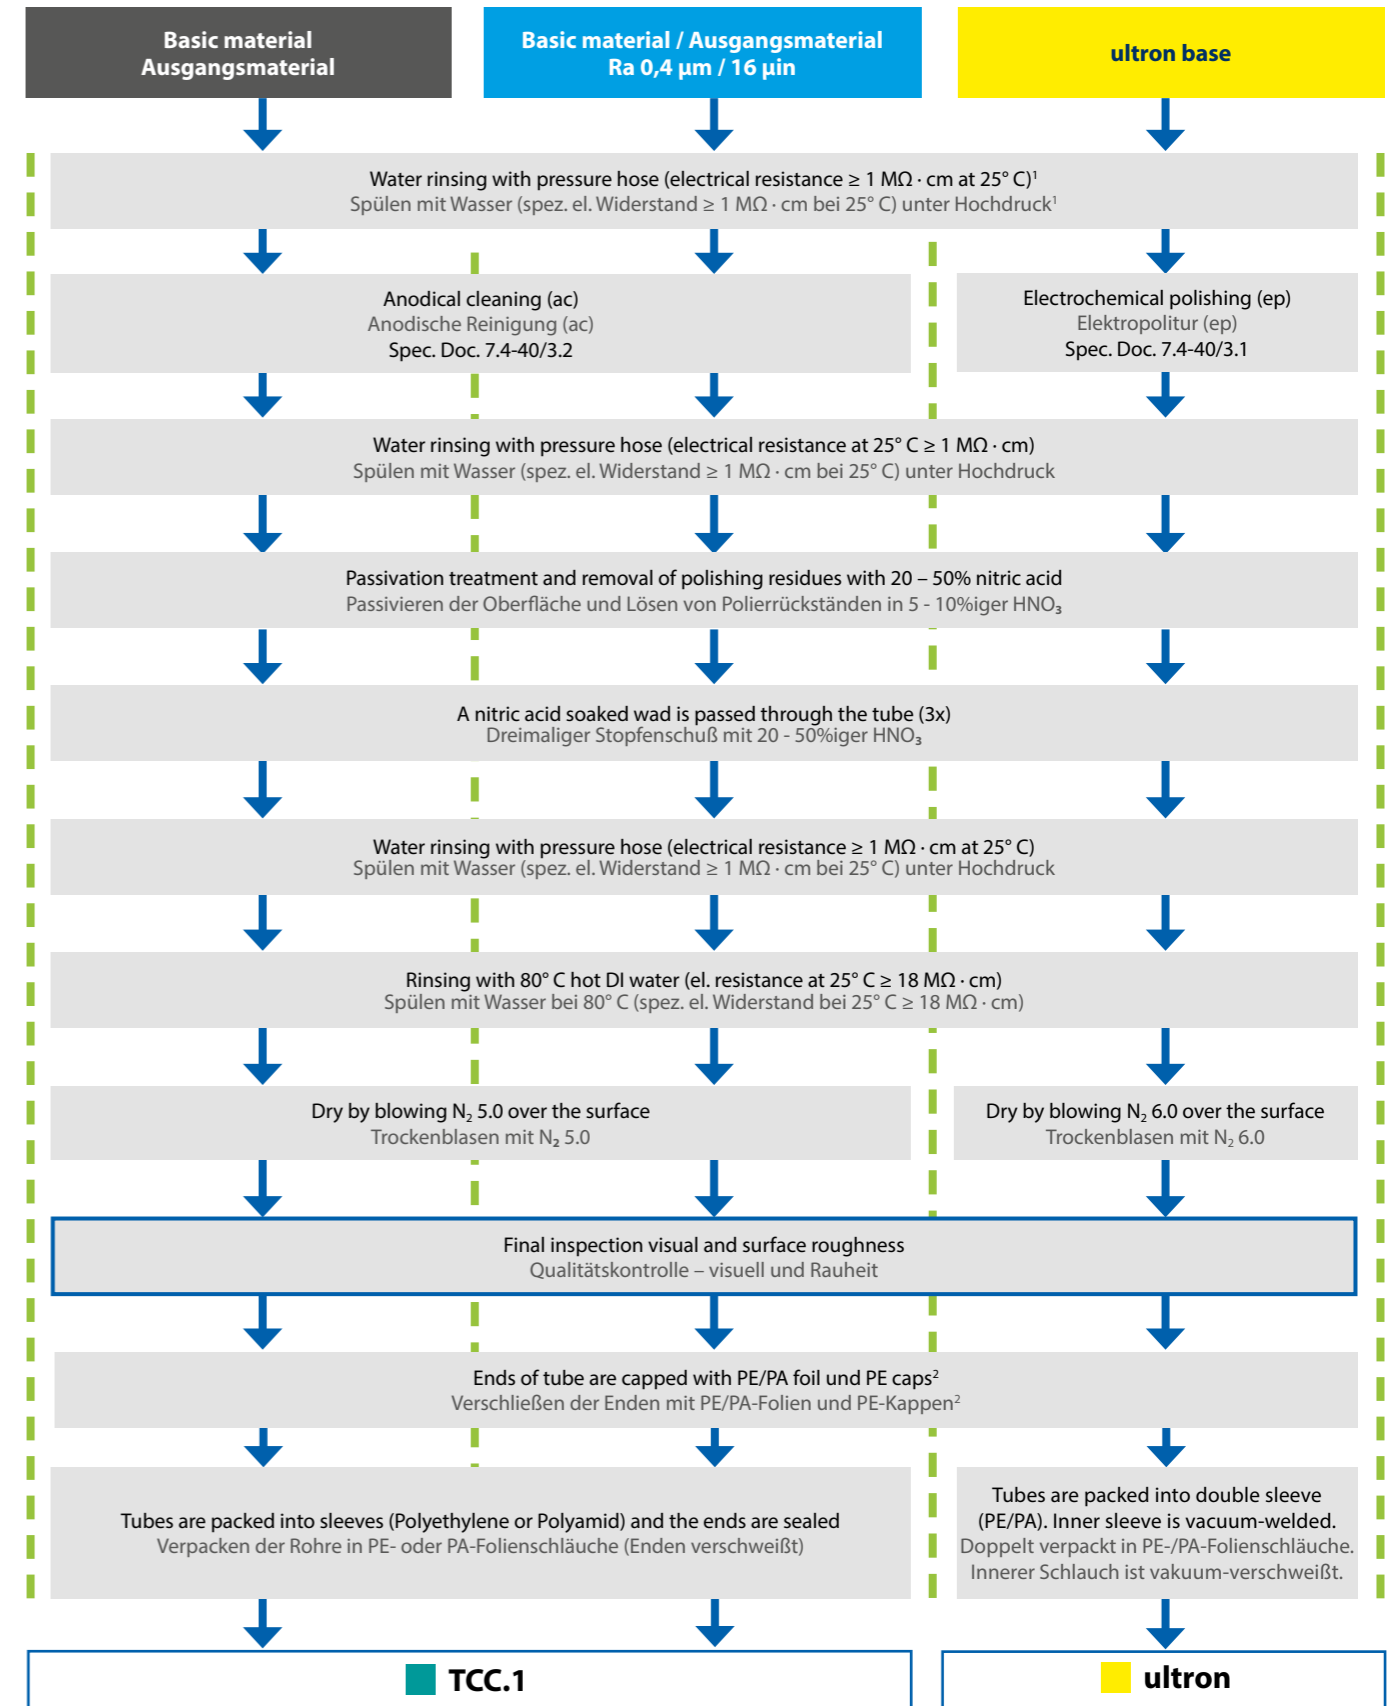 Basic material
Ausgangsmaterial
Basic material / Ausgangsmaterial
Ra 0,4 µm / 16 µin
ultron base
Water rinsing with pressure hose (electrical resistance ≥ 1 MΩ · cm at 25° C)¹
Spülen mit Wasser (spez. el. Widerstand ≥ 1 MΩ · cm bei 25° C) unter Hochdruck¹
Anodical cleaning (ac)
Anodische Reinigung (ac)
Spec. Doc. 7.4-40/3.2
Electrochemical polishing (ep)
Elektropolitur (ep)
Spec. Doc. 7.4-40/3.1
Water rinsing with pressure hose (electrical resistance at 25° C ≥ 1 MΩ · cm)
Spülen mit Wasser (spez. el. Widerstand ≥ 1 MΩ · cm bei 25° C) unter Hochdruck
Passivation treatment and removal of polishing residues with 20 – 50% nitric acid
Passivieren der Oberfläche und Lösen von Polierrückständen in 5 - 10%iger HNO₃
A nitric acid soaked wad is passed through the tube (3x)
Dreimaliger Stopfenschuß mit 20 - 50%iger HNO₃
Water rinsing with pressure hose (electrical resistance ≥ 1 MΩ · cm at 25° C)
Spülen mit Wasser (spez. el. Widerstand ≥ 1 MΩ · cm bei 25° C) unter Hochdruck
Rinsing with 80° C hot DI water (el. resistance at 25° C ≥ 18 MΩ · cm)
Spülen mit Wasser bei 80° C (spez. el. Widerstand bei 25° C ≥ 18 MΩ · cm)
Dry by blowing N₂ 5.0 over the surface
Trockenblasen mit N₂ 5.0
Dry by blowing N₂ 6.0 over the surface
Trockenblasen mit N₂ 6.0
Final inspection visual and surface roughness
Qualitätskontrolle – visuell und Rauheit
Ends of tube are capped with PE/PA foil und PE caps²
Verschließen der Enden mit PE/PA-Folien und PE-Kappen²
Tubes are packed into sleeves (Polyethylene or Polyamid) and the ends are sealed
Verpacken der Rohre in PE- oder PA-Folienschläuche (Enden verschweißt)
Tubes are packed into double sleeve
(PE/PA). Inner sleeve is vacuum-welded.
Doppelt verpackt in PE-/PA-Folienschläuche.
Innerer Schlauch ist vakuum-verschweißt.
TCC.1
ultron